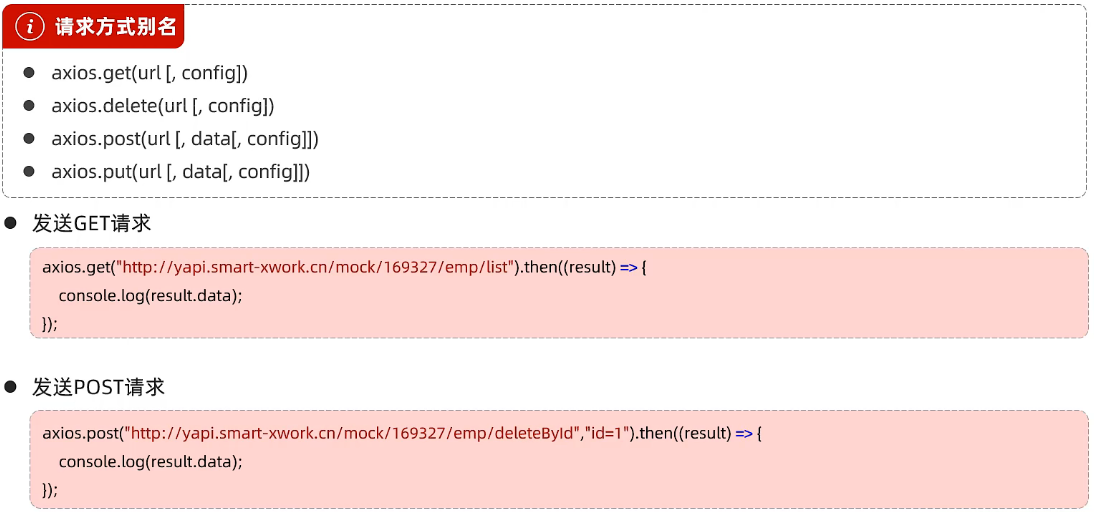 请求方式别名
axios.get(url [, config])
axios.delete(url [, config])
axios.post(url [, data[, config]])
axios.put(url [, data[, config]])
发送GET请求
axios.get("http://yapi.smart-xwork.cn/mock/169327/emp/list").then((result) => {
console.log(result.data);
});
发送POST请求
axios.post("http://yapi.smart-xwork.cn/mock/169327/emp/deleteById","id=1").then((result) => {
console.log(result.data);
});